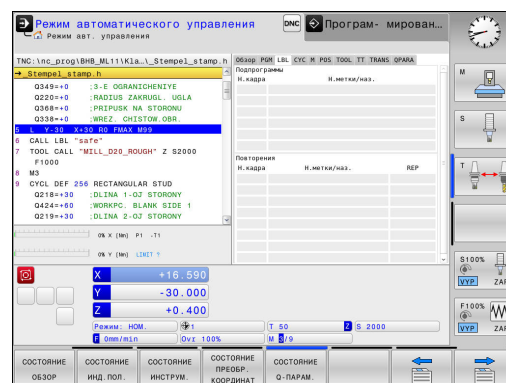 Режим автоматического управления
Режим авт. управления
DNC
Програм- мирован...
TNC:\nc_prog\BHB_ML11\Kla…\_Stempel_stamp.h
→_Stempel_stamp.h
Q349=+0 ;3-E OGRANICHENIYE
Q220=+0 ;RADIUS ZAKRUGL. UGLA
Q368=+0 ;PRIPUSK NA STORONU
Q338=+0 ;WREZ. CHISTOW.OBR.
5 L Y-30 X+30 R0 FMAX M99
6 CALL LBL "safe"
7 TOOL CALL "MILL_D20_ROUGH" Z S2000
F1000
8 M3
9 CYCL DEF 256 RECTANGULAR STUD
Q218=+30 ;DLINA 1-OJ STORONY
Q424=+60 ;WORKPC. BLANK SIDE 1
Q219=+30 ;DLINA 2-OJ STORONY
Обзор PGM LBL CYC M POS TOOL TT TRANS QPARA
Подпрограммы
Н.кадра Н.метки/наз.
Повторения
Н.кадра Н.метки/наз. REP
0% X [Nm] P1 -T1
0% Y [Nm] LIMIT 1
X +16.590
Y -30.000
Z +0.400
Режим: НОМ. 1 T 50 Z S 2000
F 0mm/min Ovr 100% M 3/9
M
S
T
S100%
ВУР ZA
F100%
ВУР ZA
СОСТОЯНИЕ ОБЗОР
СОСТОЯНИЕ ИНД.ПОЛ.
СОСТОЯНИЕ ИНСТРУМ.
СОСТОЯНИЕ ПРЕОБР. КООРДИНАТ
СОСТОЯНИЕ Q-ПАРАМ.